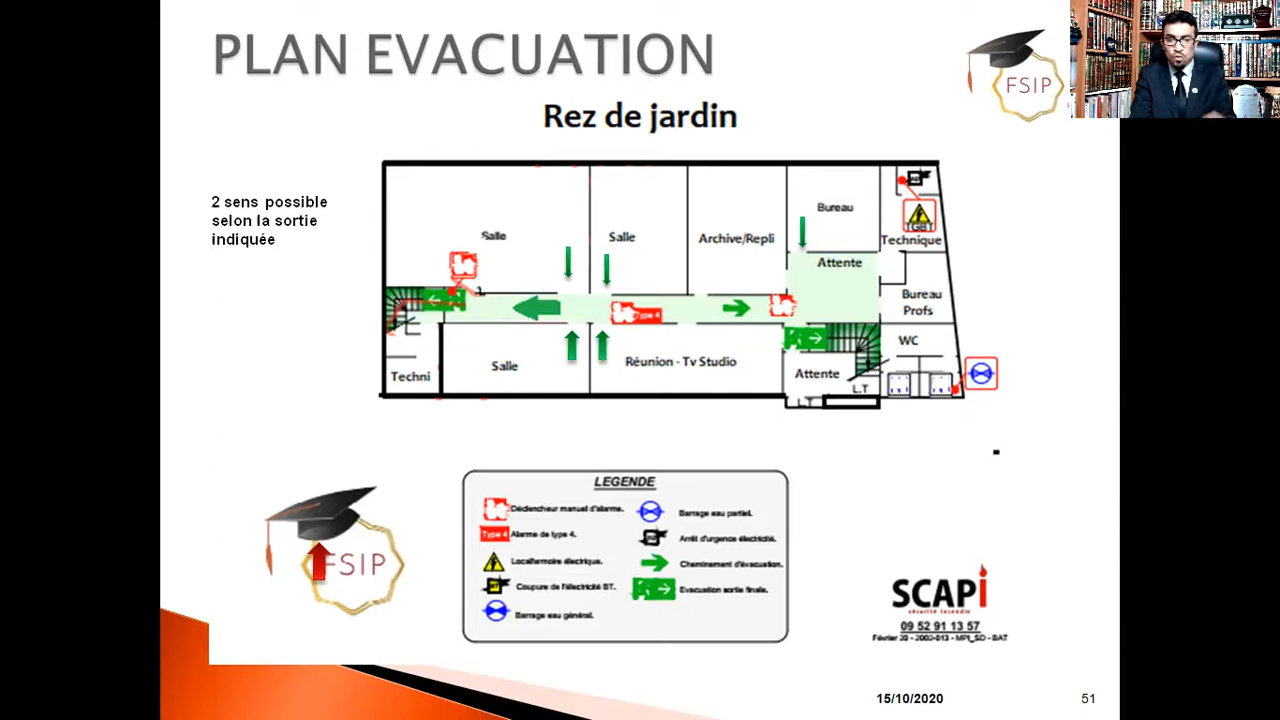 PLAN EVACUATION
FSIP
Rez de jardin
2 sens possible
selon la sortie
indiquée
Salle
Salle
Archive/Repli
Bureau
Attente
TGBT
Technique
Bureau
Profs
Type 4
WC
Techni
Salle
Réunion - Tv Studio
Attente
L.T
L.T
LEGENDE
Déclencheur manuel d'alarme.
Type 4 Alarme de type 4.
Local/armoire électrique.
Coupure de l'électricité BT.
Barrage eau général.
Barrage eau partiel.
Arrêt d'urgence électricité.
Cheminement d'évacuation.
Evacuation sortie finale.
FSIP
SCAPi
sécurité incendie
09 52 91 13 57
Février 20 - 2002-013 - MPI_SD - BAT
15/10/2020
51